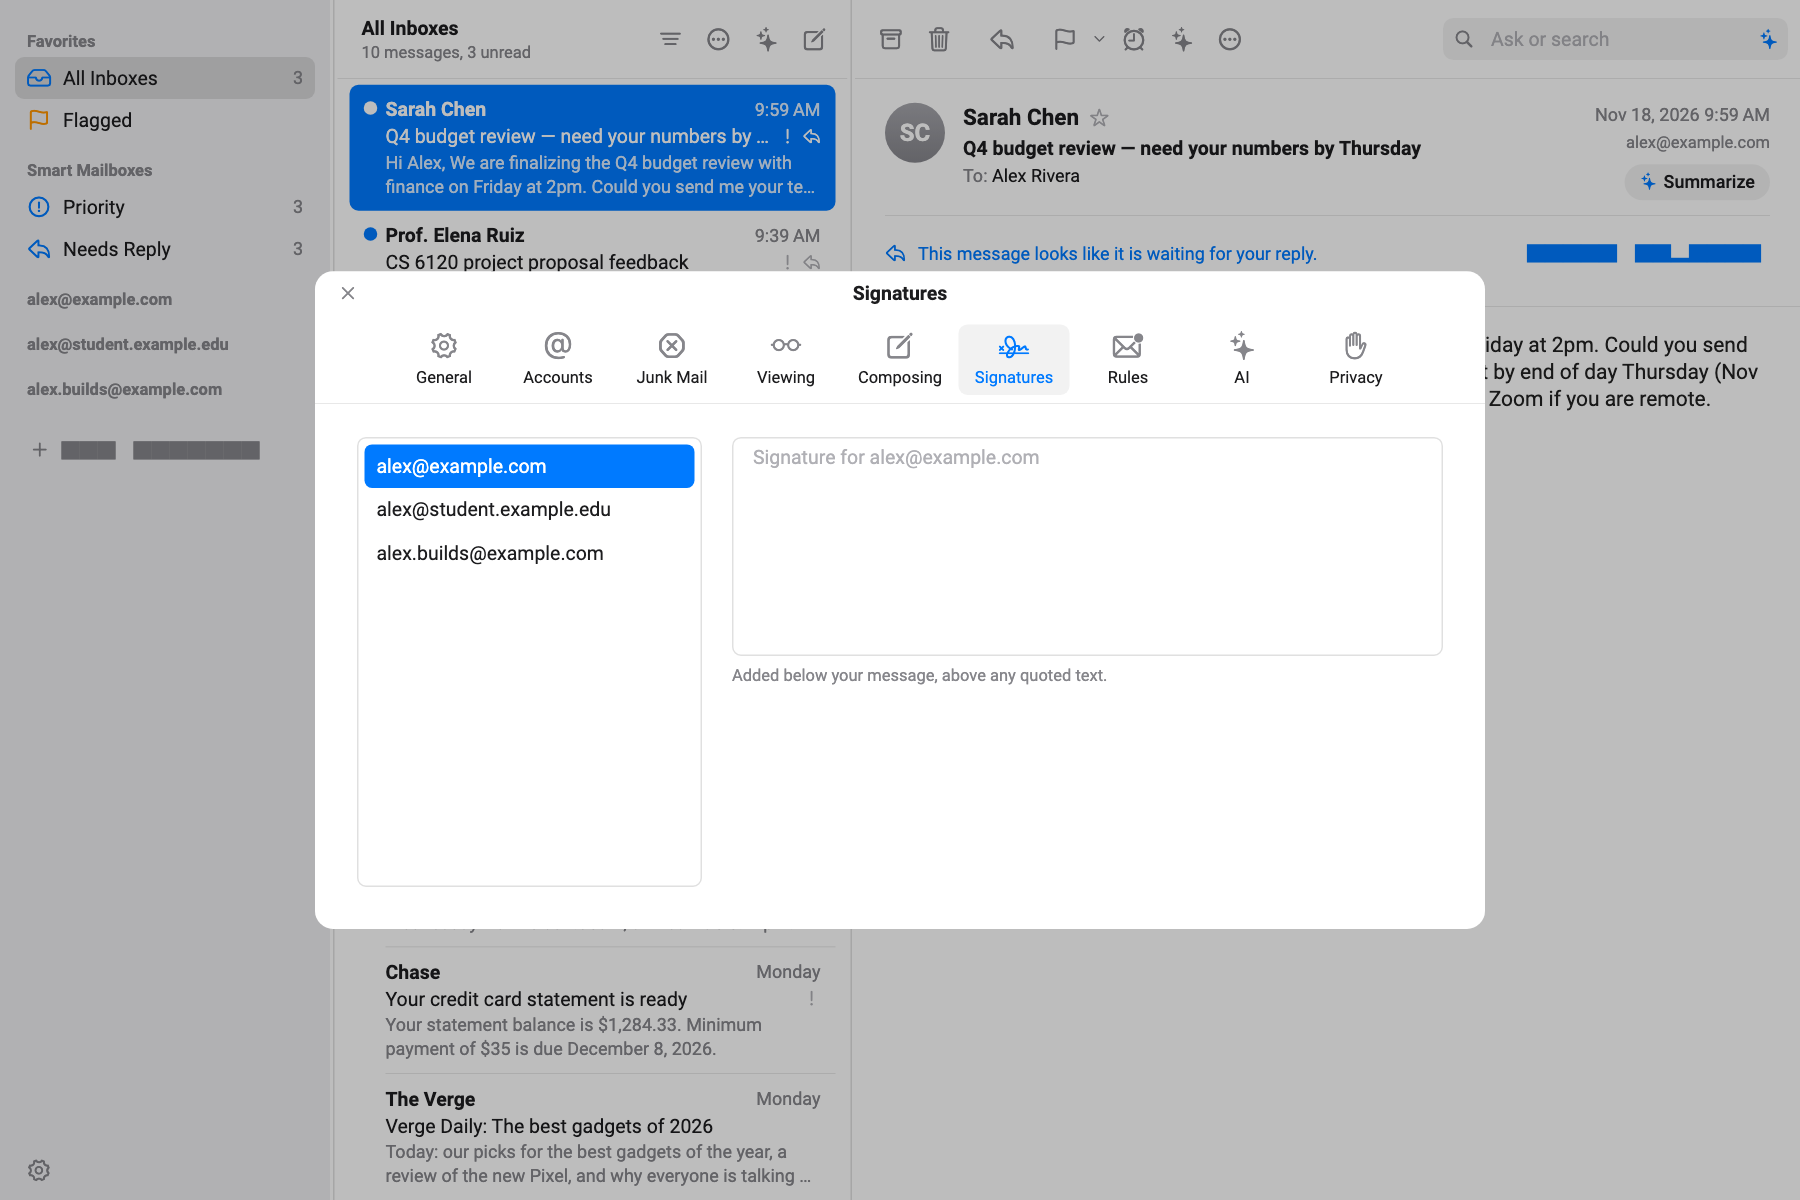 Favorites
All Inboxes 3
Flagged
Smart Mailboxes
Priority 3
Needs Reply 3
alex@example.com
alex@student.example.edu
alex.builds@example.com
All Inboxes
10 messages, 3 unread
Sarah Chen 9:59 AM
Q4 budget review — need your numbers by ... !
Hi Alex, We are finalizing the Q4 budget review with
finance on Friday at 2pm. Could you send me your te...
Prof. Elena Ruiz 9:39 AM
CS 6120 project proposal feedback !
Chase Monday
Your credit card statement is ready !
Your statement balance is $1,284.33. Minimum
payment of $35 is due December 8, 2026.
The Verge Monday
Verge Daily: The best gadgets of 2026
Today: our picks for the best gadgets of the year, a
review of the new Pixel, and why everyone is talking ...
Ask or search
SC
Sarah Chen
Nov 18, 2026 9:59 AM
Q4 budget review — need your numbers by Thursday
alex@example.com
To: Alex Rivera
Summarize
This message looks like it is waiting for your reply.
iday at 2pm. Could you send
t by end of day Thursday (Nov
Zoom if you are remote.
Signatures
General Accounts Junk Mail Viewing Composing Signatures Rules AI Privacy
alex@example.com
alex@student.example.edu
alex.builds@example.com
Signature for alex@example.com
Added below your message, above any quoted text.